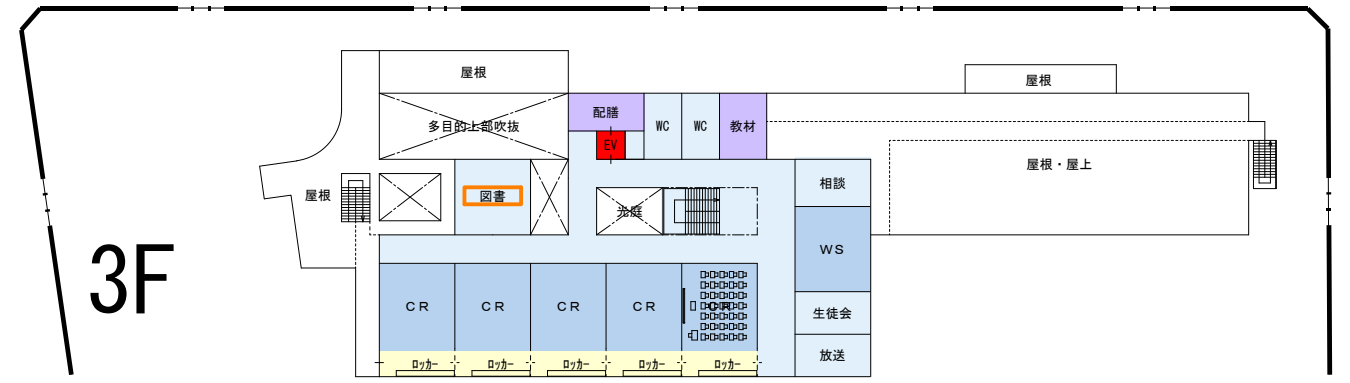 屋根
屋根
配膳
多目的上部吹抜
WC
WC
教材
EV
屋根・屋上
相談
屋根
図書
光庭
WS
3F
CR
CR
CR
CR
CR
生徒会
放送
ロッカー
ロッカー
ロッカー
ロッカー
ロッカー